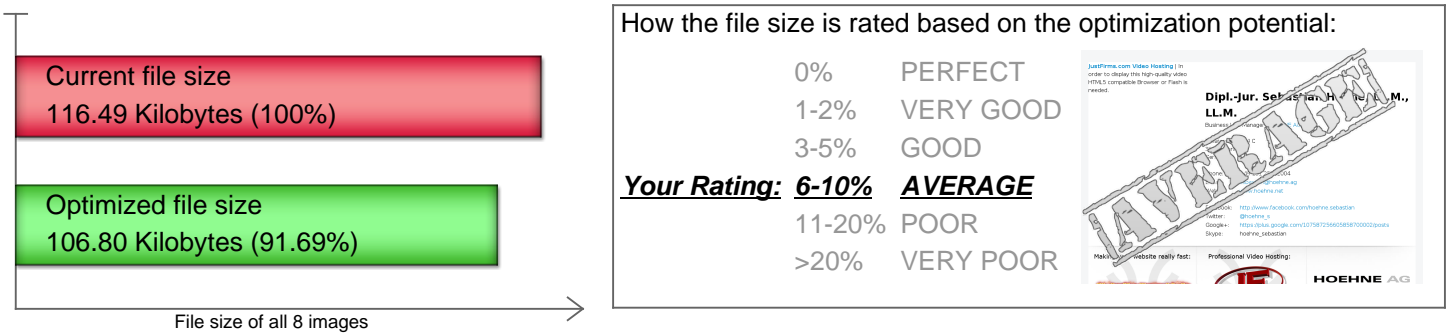 Current file size
116.49 Kilobytes (100%)
Optimized file size
106.80 Kilobytes (91.69%)
File size of all 8 images
How the file size is rated based on the optimization potential:
0% PERFECT
1-2% VERY GOOD
3-5% GOOD
Your Rating: 6-10% AVERAGE
11-20% POOR
>20% VERY POOR
JustFirms.com Video Hosting | In
order to display this high-quality video
HTML5 compatible Browser or Flash is
needed.
Dipl.-Jur.
LL.M.
AVERAGE
Twitter: @hoehne_s
Google+: https://plus.google.com/107587256605858700002/posts
Skype: hoehne_sebastian
http://www.facebook.com/hoehne.sebastian
website really fast:
Professional Video Hosting:
HOEHNE AG